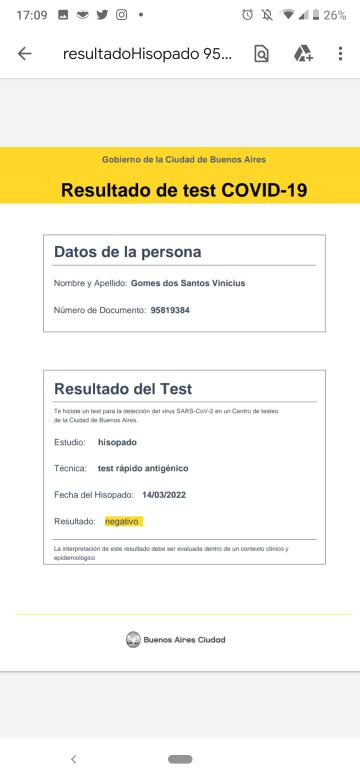 17:09
26%
resultadoHisopado 95...
Gobierno de la Ciudad de Buenos Aires
Resultado de test COVID-19
Datos de la persona
Nombre y Apellido: Gomes dos Santos Vinicius
Número de Documento: 95819384
Resultado del Test
Te hiciste un test para la detección del virus SARS-CoV-2 en un Centro de testeo
de la Ciudad de Buenos Aires.
Estudio: hisopado
Técnica: test rápido antigénico
Fecha del Hisopado: 14/03/2022
Resultado: negativo
La interpretación de este resultado debe ser evaluada dentro de un contexto clínico y
epidemiológico
Buenos Aires Ciudad